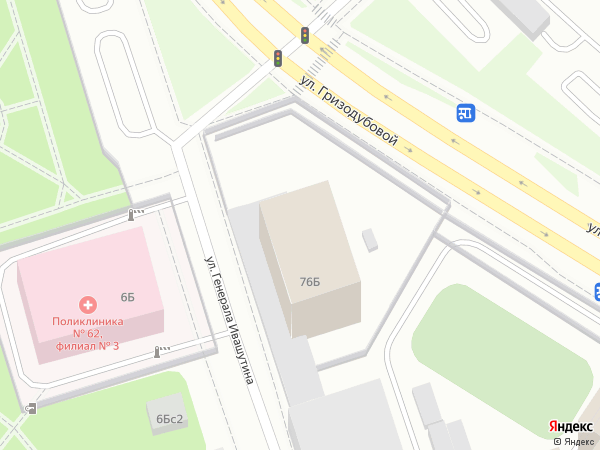 ул. Гризодубовой
ул. Генерала Ивашутина
76Б
6Б
Поликлиника
№ 62,
филиал № 3
6Бс2
ул.
Яндекс
© Яндекс